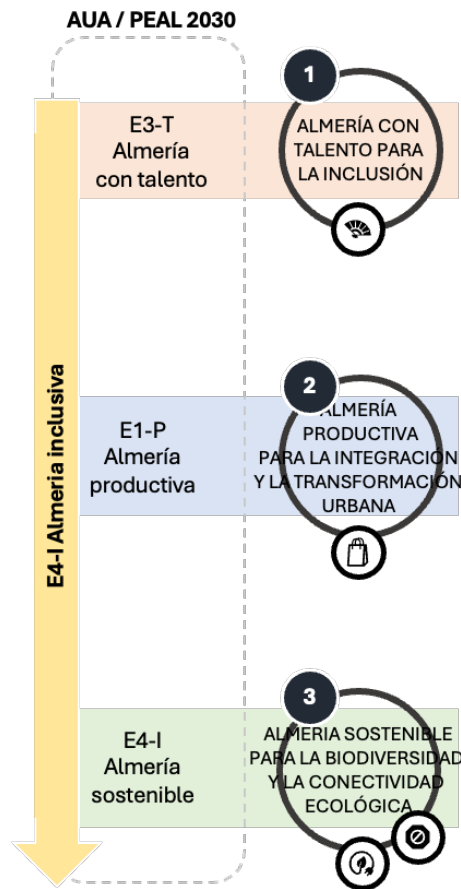 AUA / PEAL 2030
E4-I Almeria inclusiva
E3-T
Almería
con talento
1
ALMERÍA CON
TALENTO PARA
LA INCLUSIÓN
E1-P
Almería
productiva
2
ALMERÍA
PRODUCTIVA
PARA LA INTEGRACIÓN
Y LA TRANSFORMACIÓN
URBANA
E4-I
Almería
sostenible
3
ALMERIA SOSTENIBLE
PARA LA BIODIVERSIDAD
Y LA CONECTIVIDAD
ECOLÓGICA